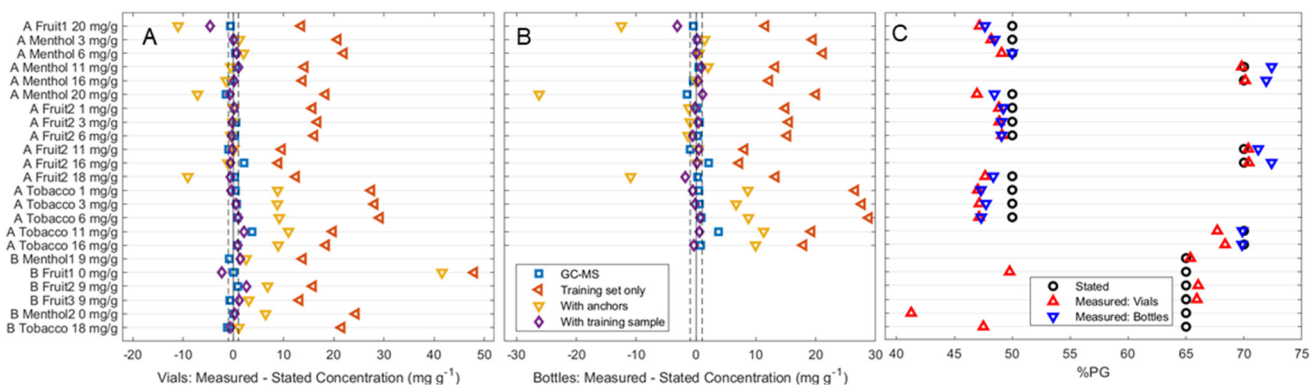 A
B
C
A Fruit1 20 mg/g
A Menthol 3 mg/g
A Menthol 6 mg/g
A Menthol 11 mg/g
A Menthol 16 mg/g
A Menthol 20 mg/g
A Fruit2 1 mg/g
A Fruit2 3 mg/g
A Fruit2 6 mg/g
A Fruit2 11 mg/g
A Fruit2 16 mg/g
A Fruit2 18 mg/g
A Tobacco 1 mg/g
A Tobacco 3 mg/g
A Tobacco 6 mg/g
A Tobacco 11 mg/g
A Tobacco 16 mg/g
B Menthol1 9 mg/g
B Fruit1 0 mg/g
B Fruit2 9 mg/g
B Fruit3 9 mg/g
B Menthol2 0 mg/g
B Tobacco 18 mg/g
-20 -10 0 10 20 30 40 50
Vials: Measured - Stated Concentration (mg g⁻¹)
GC-MS
Training set only
With anchors
With training sample
-30 -20 -10 0 10 20 30
Bottles: Measured - Stated Concentration (mg g⁻¹)
Stated
Measured: Vials
Measured: Bottles
40 45 50 55 60 65 70 75
%PG